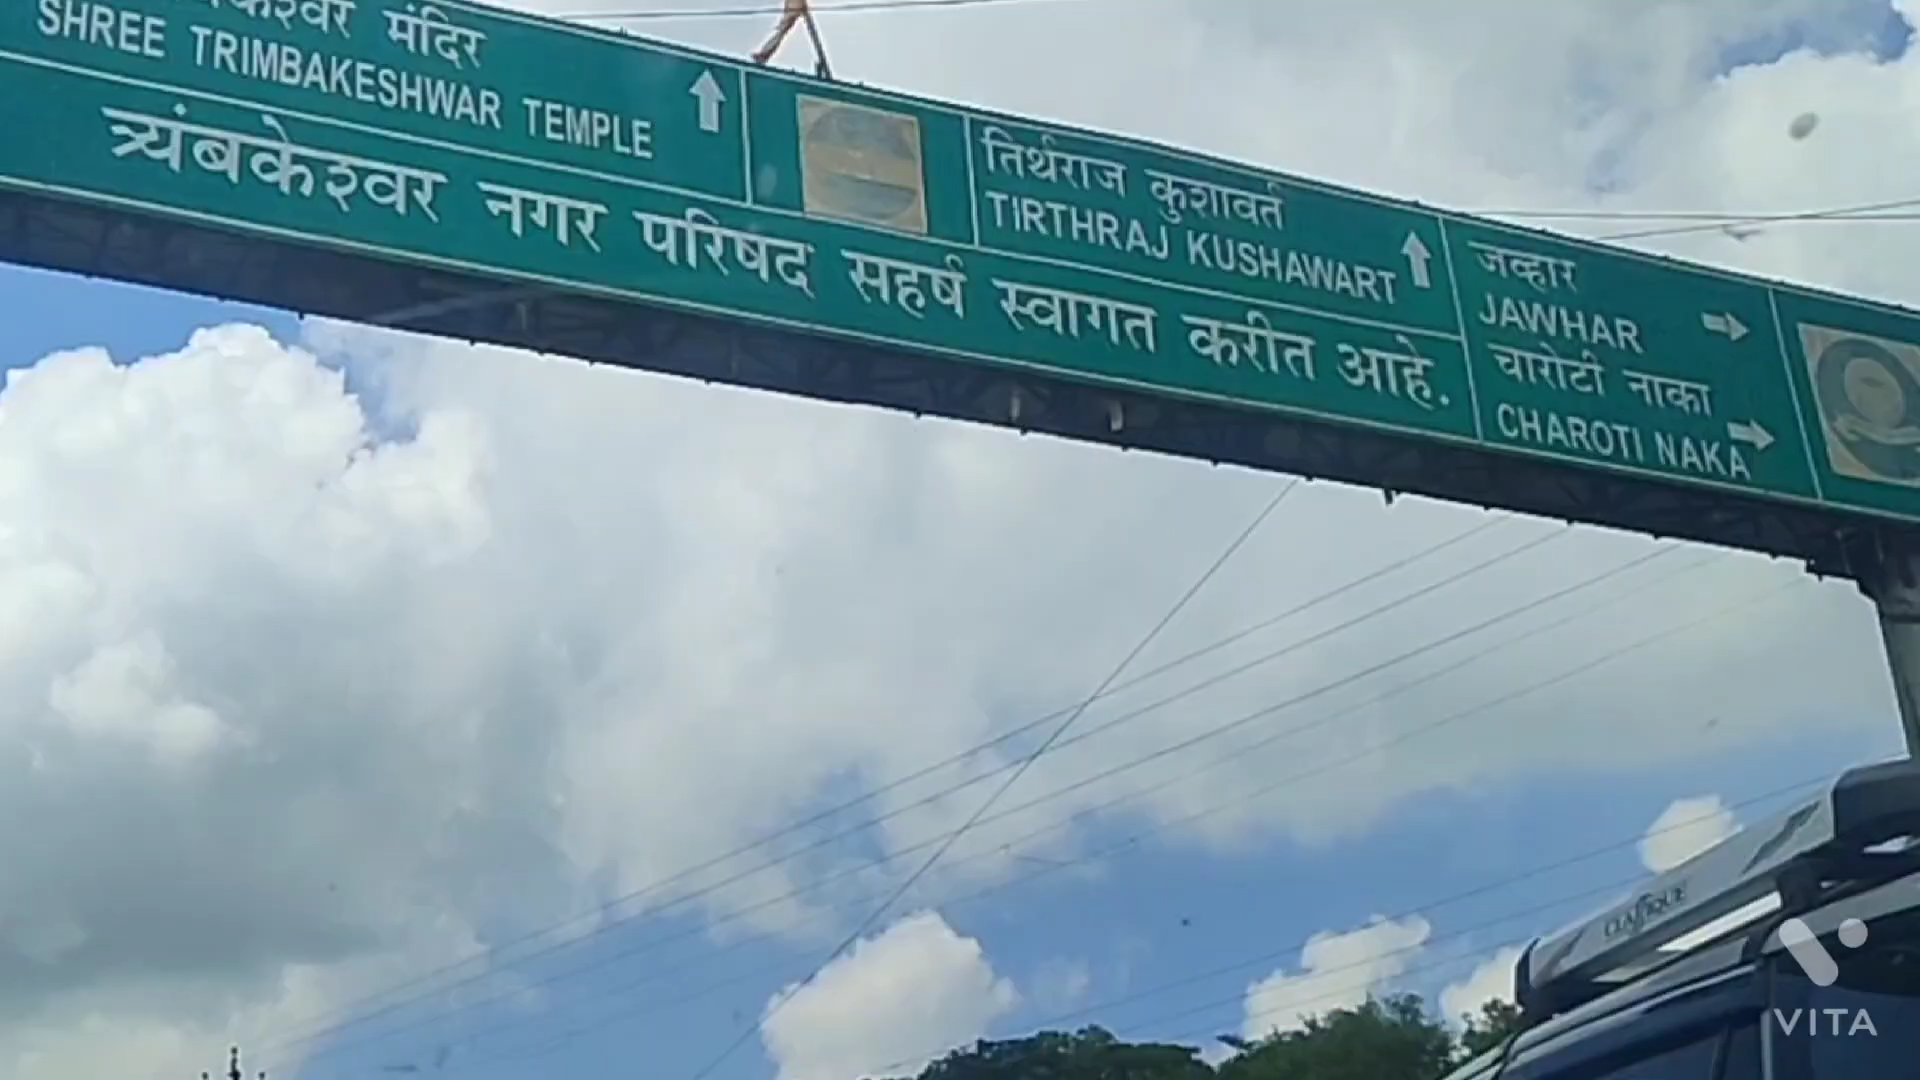 मंदिर
SHREE TRIMBAKESHWAR TEMPLE
तिर्थराज कुशावर्त
TIRTHRAJ KUSHAWART
त्र्यंबकेश्वर नगर परिषद सहर्ष स्वागत करीत आहे.
जव्हार
JAWHAR
चारोटी नाका
CHAROTI NAKA
VITA